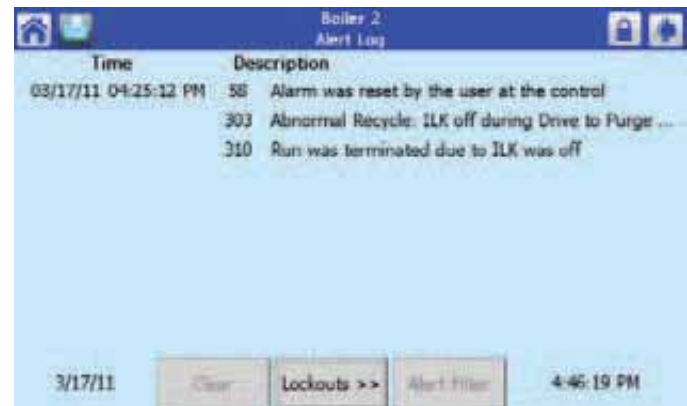 Boiler 2
Alert Log
Time Description
03/17/11 04:25:12 PM 58 Alarm was reset by the user at the control
303 Abnormal Recycle: ILK off during Drive to Purge ...
310 Run was terminated due to ILK was off
3/17/11 Clear Lockouts >> Alert Filter 4:46:19 PM